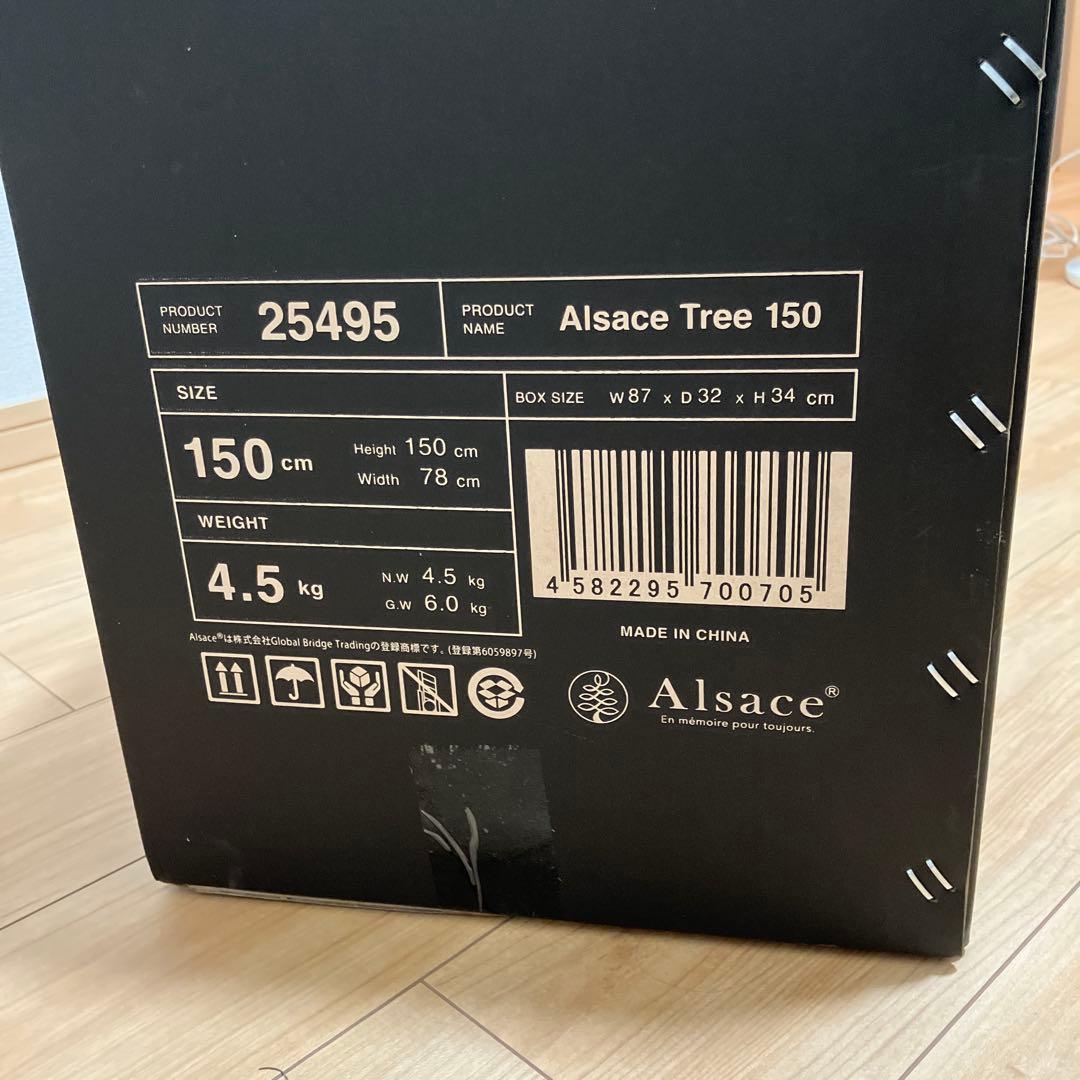 PRODUCT NUMBER 25495
PRODUCT NAME Alsace Tree 150
SIZE
BOX SIZE W 87 x D 32 x H 34 cm
150 cm
Height 150 cm
Width 78 cm
WEIGHT
4.5 kg
N.W 4.5 kg
G.W 6.0 kg
4 582295 700705
MADE IN CHINA
Alsace®は株式会社Global Bridge Tradingの登録商標です。(登録第6059897号)
Alsace®
En mémoire pour toujours.